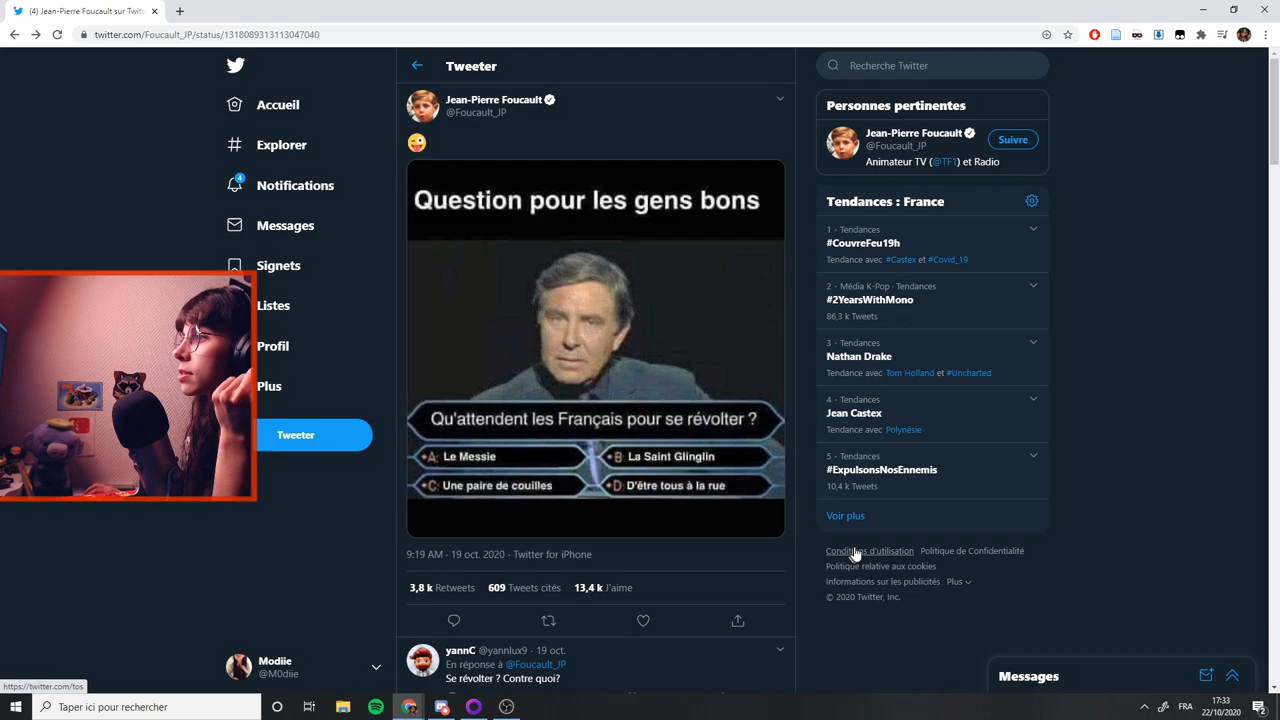 (4) Jean-Pierre Foucault sur Twitt
twitter.com/Foucault_JP/status/1318089313113047040
Accueil
Explorer
4
Notifications
Messages
Signets
Listes
Profil
Plus
Tweeter
Modiie
@M0diie
https://twitter.com/tos
Tweeter
Jean-Pierre Foucault
@Foucault_JP
Question pour les gens bons
Qu'attendent les Français pour se révolter ?
A: Le Messie
B: La Saint Glinglin
C: Une paire de couilles
D: D'être tous à la rue
9:19 AM · 19 oct. 2020 · Twitter for iPhone
3,8 k Retweets 609 Tweets cités 13,4 k J'aime
yannC @yannlux9 · 19 oct.
En réponse à @Foucault_JP
Se révolter ? Contre quoi?
Recherche Twitter
Personnes pertinentes
Jean-Pierre Foucault
@Foucault_JP
Suivre
Animateur TV (@TF1) et Radio
Tendances : France
1 · Tendances
#CouvreFeu19h
Tendance avec #Castex et #Covid_19
2 · Média K-Pop · Tendances
#2YearsWithMono
86,3 k Tweets
3 · Tendances
Nathan Drake
Tendance avec Tom Holland et #Uncharted
4 · Tendances
Jean Castex
Tendance avec Polynésie
5 · Tendances
#ExpulsonsNosEnnemis
10,4 k Tweets
Voir plus
Conditions d'utilisation Politique de Confidentialité
Politique relative aux cookies
Informations sur les publicités Plus
© 2020 Twitter, Inc.
Messages
Taper ici pour rechercher
FRA
17:33
22/10/2020
2